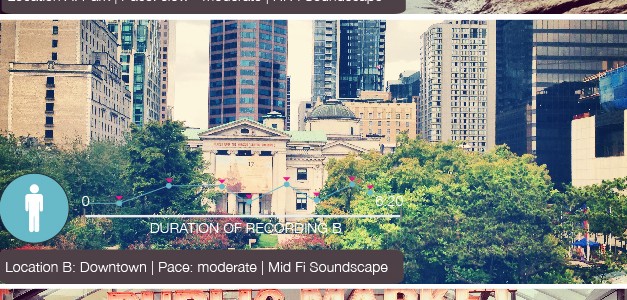 Location A: Park | Pace: slow - moderate | Hi Fi Soundscape
0
6:20
DURATION OF RECORDING B
Location B: Downtown | Pace: moderate | Mid Fi Soundscape